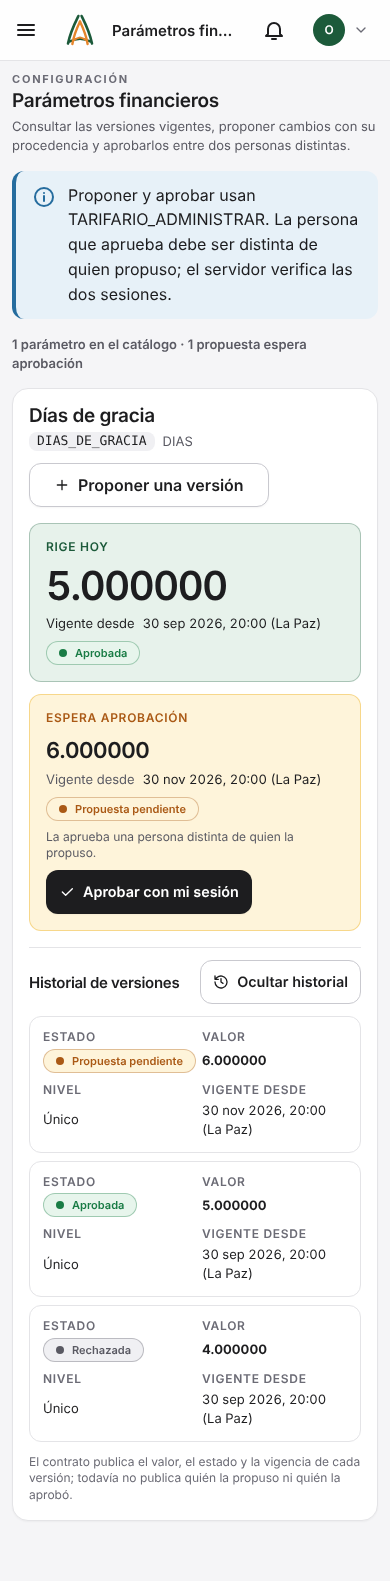 Parámetros fin...
O
CONFIGURACIÓN
Parámetros financieros
Consultar las versiones vigentes, proponer cambios con su
procedencia y aprobarlos entre dos personas distintas.
Proponer y aprobar usan
TARIFARIO_ADMINISTRAR. La persona
que aprueba debe ser distinta de
quien propuso; el servidor verifica las
dos sesiones.
1 parámetro en el catálogo · 1 propuesta espera
aprobación
Días de gracia
DIAS_DE_GRACIA DIAS
Proponer una versión
RIGE HOY
5.000000
Vigente desde 30 sep 2026, 20:00 (La Paz)
Aprobada
ESPERA APROBACIÓN
6.000000
Vigente desde 30 nov 2026, 20:00 (La Paz)
Propuesta pendiente
La aprueba una persona distinta de quien la
propuso.
Aprobar con mi sesión
Historial de versiones
Ocultar historial
ESTADO VALOR
Propuesta pendiente 6.000000
NIVEL VIGENTE DESDE
Único 30 nov 2026, 20:00
(La Paz)
ESTADO VALOR
Aprobada 5.000000
NIVEL VIGENTE DESDE
Único 30 sep 2026, 20:00
(La Paz)
ESTADO VALOR
Rechazada 4.000000
NIVEL VIGENTE DESDE
Único 30 sep 2026, 20:00
(La Paz)
El contrato publica el valor, el estado y la vigencia de cada
versión; todavía no publica quién la propuso ni quién la
aprobó.